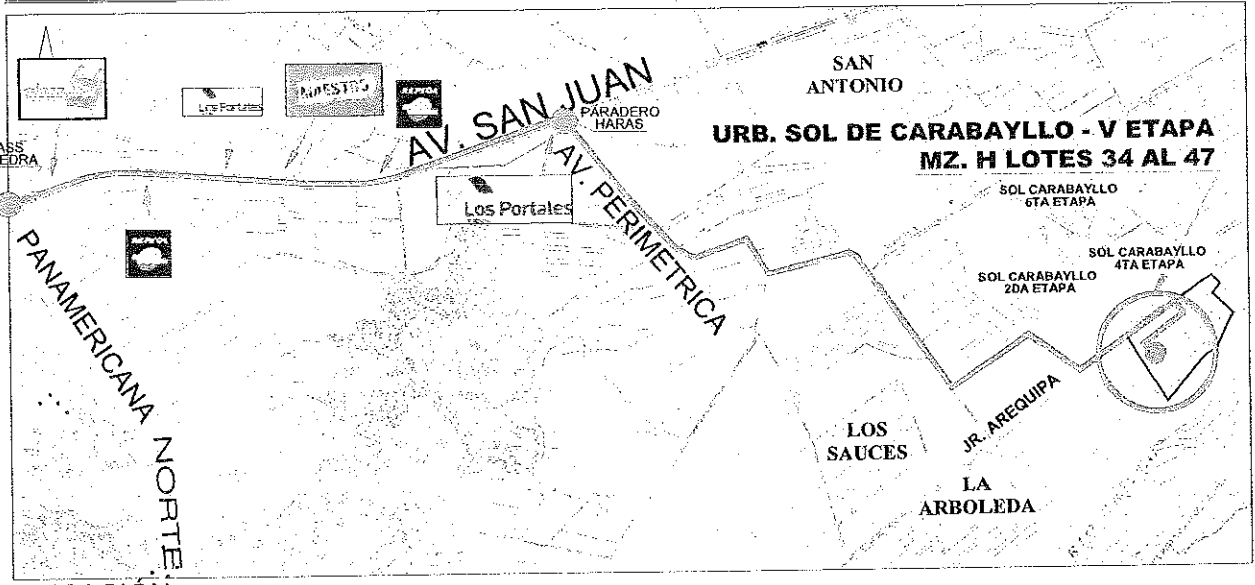 SAN
ANTONIO
Los Portales
MAESTRO
AV. SAN JUAN
PARADERO
HARAS
URB. SOL DE CARABAYLLO - V ETAPA
MZ. H LOTES 34 AL 47
SOL CARABAYLLO
6TA ETAPA
Los Portales
AV. PERIMETRICA
SOL CARABAYLLO
4TA ETAPA
SOL CARABAYLLO
2DA ETAPA
PANAMERICANA NORTE
JR. AREQUIPA
LOS
SAUCES
LA
ARBOLEDA